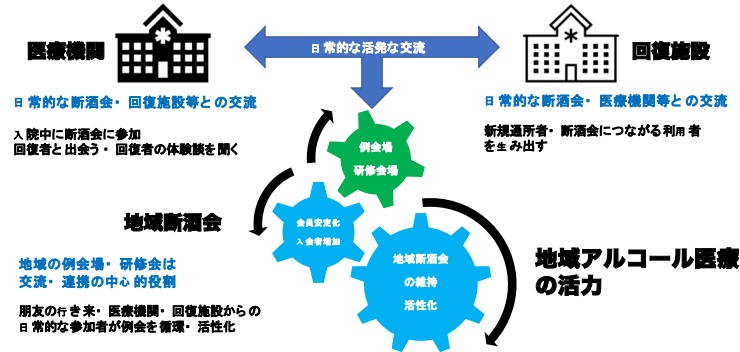 医療機関
日常的な活発な交流
回復施設
日常的な断酒会・回復施設等との交流
入院中に断酒会に参加
回復者と出会う・回復者の体験談を聞く
日常的な断酒会・医療機関等との交流
新規通所者・断酒会につながる利用者
を生み出す
例会場
研修会場
地域断酒会
会員安定化
入会者増加
地域の例会場・研修会は
交流・連携の中心的役割
朋友の行き来・医療機関・回復施設からの
日常的な参加者が例会を循環・活性化
地域断酒会
の維持
活性化
地域アルコール医療
の活力